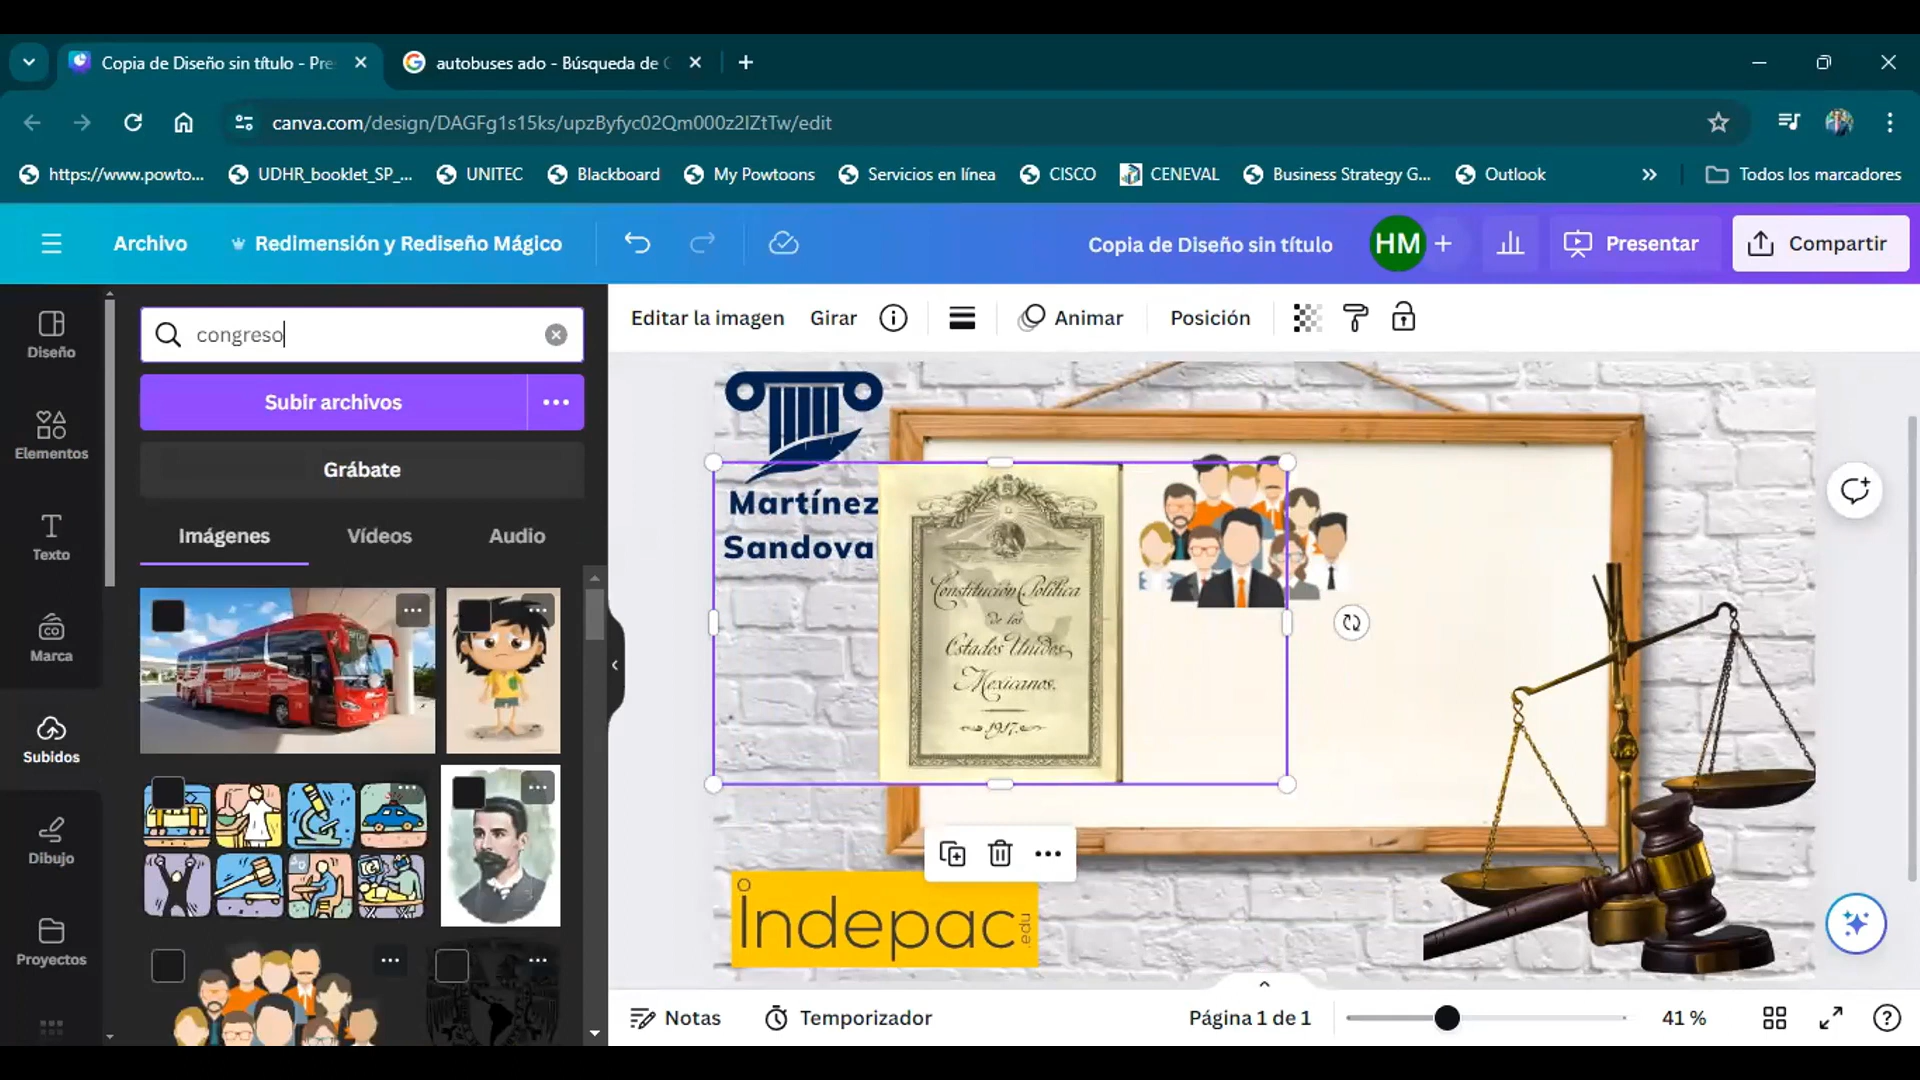 Copia de Diseño sin título - Pre
autobuses ado - Búsqueda de
canva.com/design/DAGFg1s15ks/upzByfyc02Qm000z2lZtTw/edit
https://www.powto...
UDHR_booklet_SP_...
UNITEC
Blackboard
My Powtoons
Servicios en línea
CISCO
CENEVAL
Business Strategy G...
Outlook
Todos los marcadores
Archivo
Redimensión y Rediseño Mágico
Copia de Diseño sin título
HM
Presentar
Compartir
Diseño
Elementos
Texto
Marca
Subidos
Dibujo
Proyectos
congreso
Subir archivos
Grábate
Imágenes
Vídeos
Audio
Editar la imagen
Girar
Animar
Posición
Martínez
Sandova
Constitución Política
de los
Estados Unidos
Mexicanos.
1917.
indepac.edu
Notas
Temporizador
Página 1 de 1
41 %